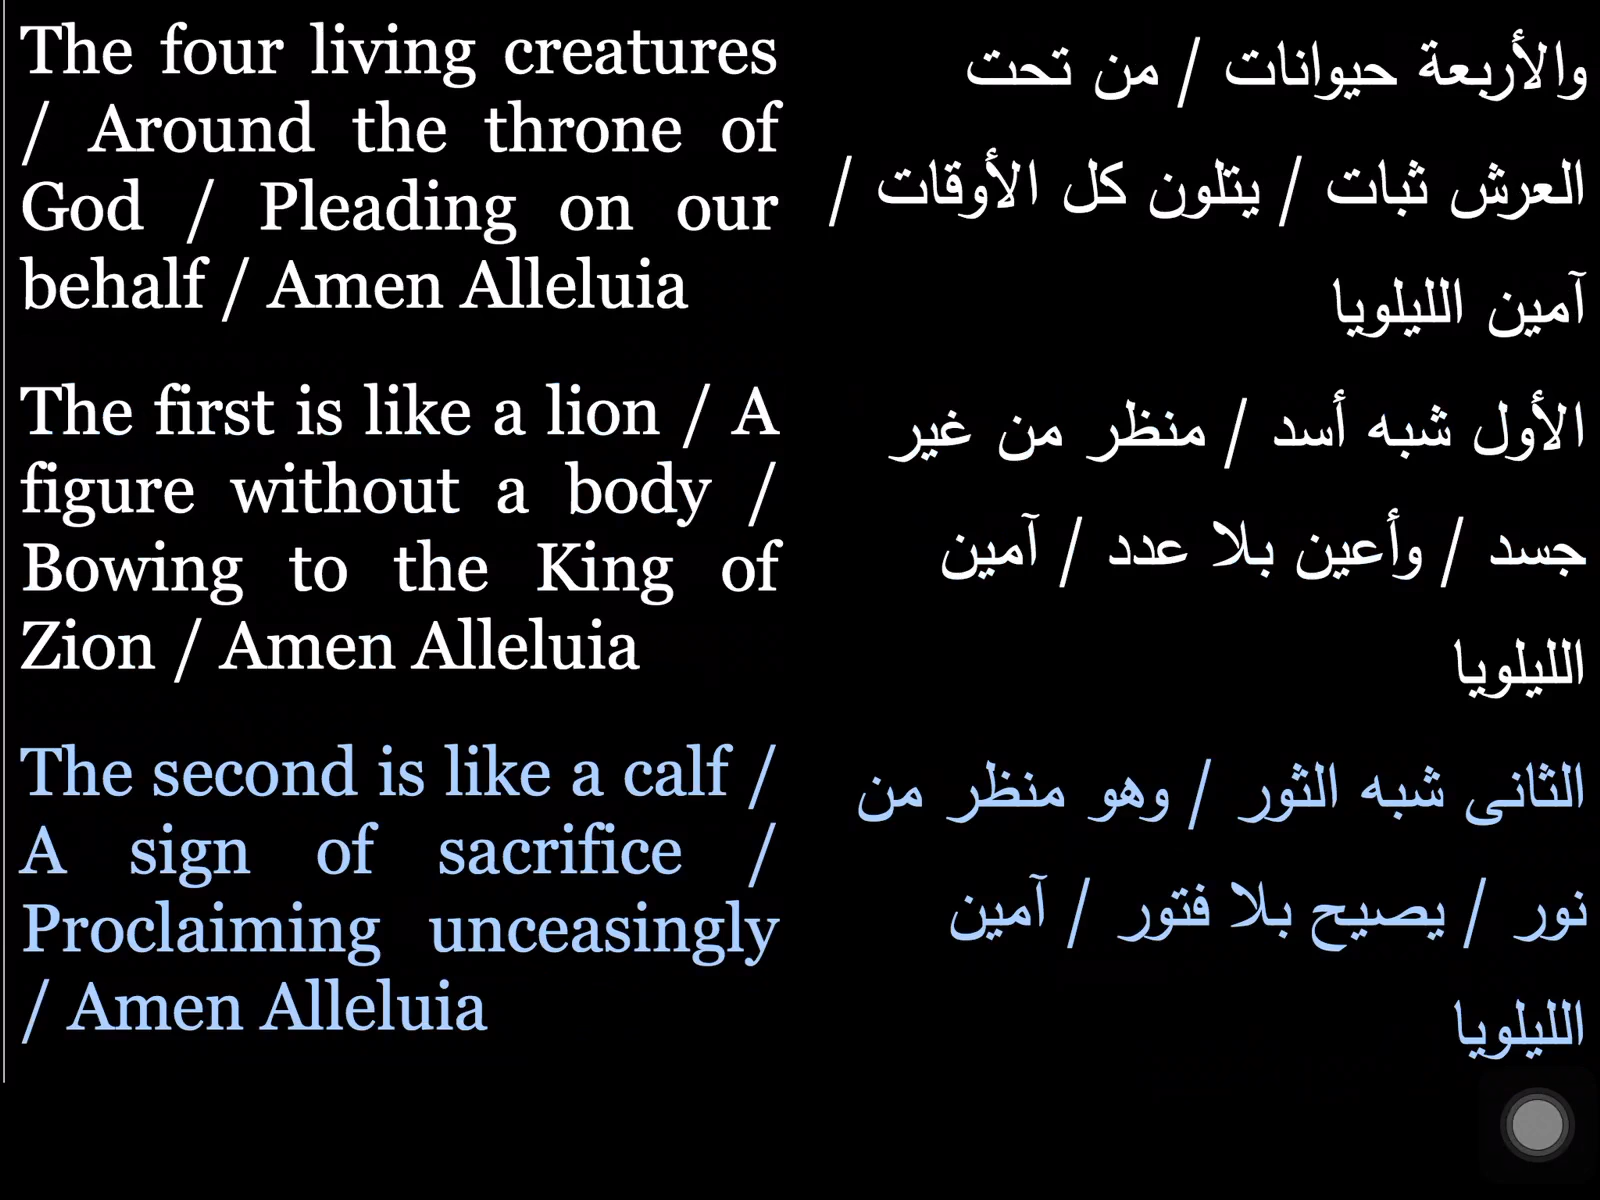 The four living creatures
/ Around the throne of
God / Pleading on our
behalf / Amen Alleluia
والأربعة حيوانات / من تحت
العرش ثبات / يتلون كل الأوقات /
آمين الليلويا
The first is like a lion / A
figure without a body /
Bowing to the King of
Zion / Amen Alleluia
الأول شبه أسد / منظر من غير
جسد / وأعين بلا عدد / آمين
الليلويا
The second is like a calf /
A sign of sacrifice /
Proclaiming unceasingly
/ Amen Alleluia
الثانى شبه الثور / وهو منظر من
نور / يصيح بلا فتور / آمين
الليلويا